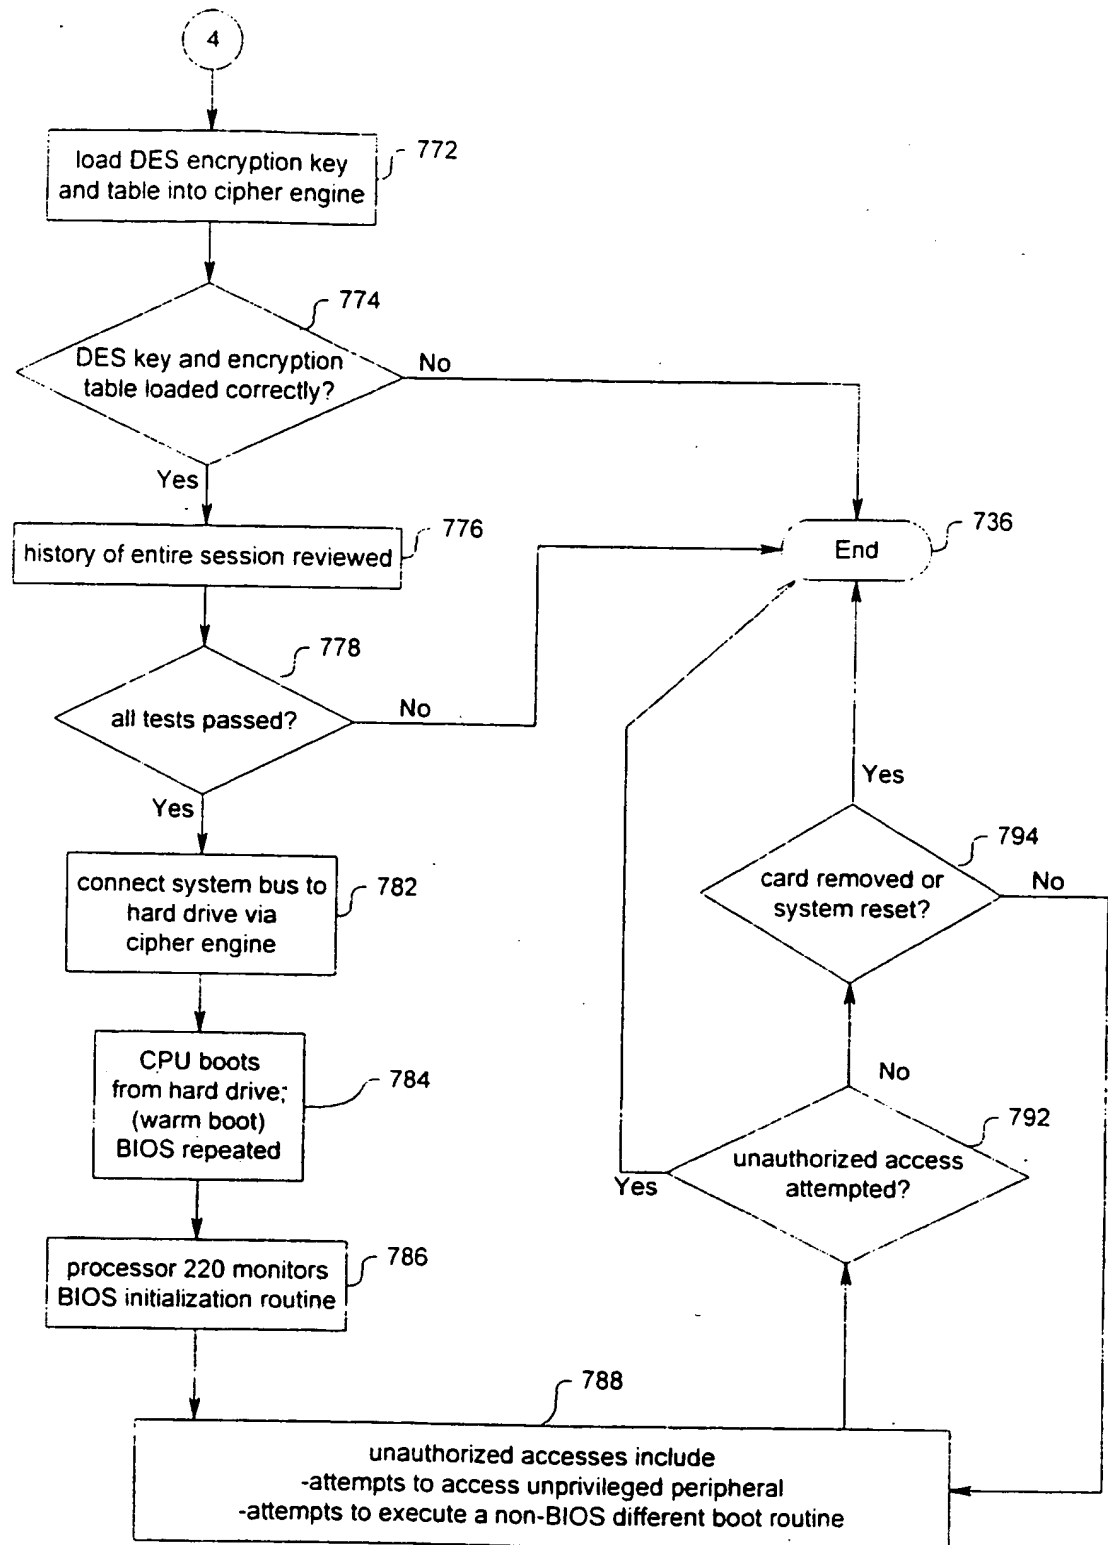 4
load DES encryption key
and table into cipher engine
772
774
DES key and encryption
table loaded correctly?
No
Yes
history of entire session reviewed
776
End
736
778
all tests passed?
No
Yes
connect system bus to
hard drive via
cipher engine
782
Yes
794
card removed or
system reset?
No
CPU boots
from hard drive;
(warm boot)
BIOS repeated
784
No
792
unauthorized access
attempted?
Yes
processor 220 monitors
BIOS initialization routine
786
788
unauthorized accesses include
-attempts to access unprivileged peripheral
-attempts to execute a non-BIOS different boot routine